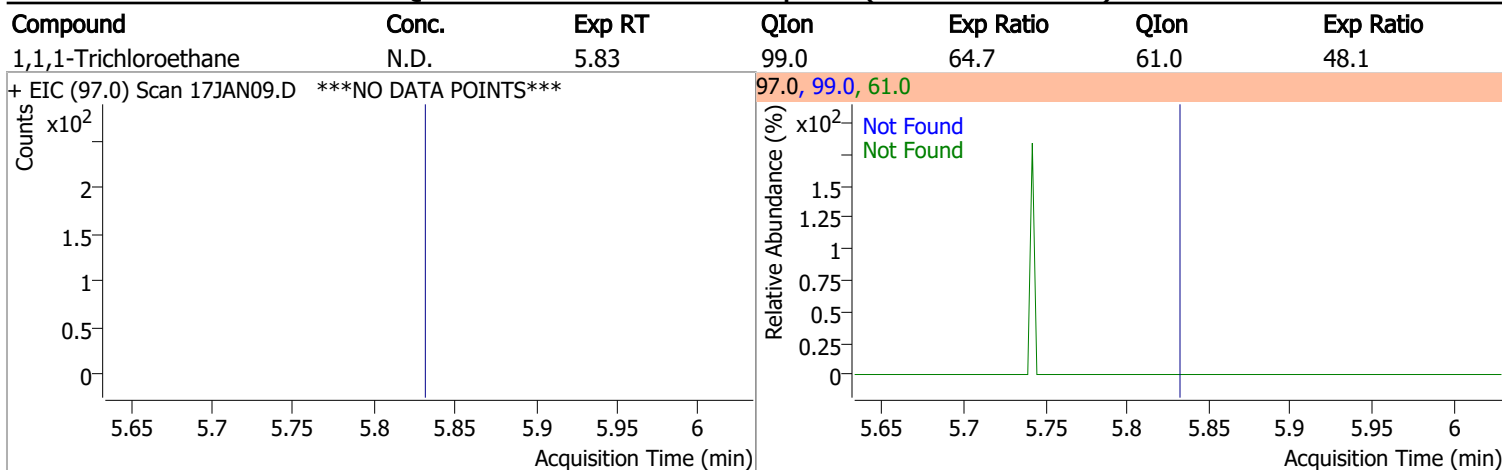 Compound Conc. Exp RT QIon Exp Ratio QIon Exp Ratio
1,1,1-Trichloroethane N.D. 5.83 99.0 64.7 61.0 48.1
+ EIC (97.0) Scan 17JAN09.D ***NO DATA POINTS***
Counts
x10²
2
1.5
1
0.5
0
5.65 5.7 5.75 5.8 5.85 5.9 5.95 6
Acquisition Time (min)
97.0, 99.0, 61.0
Relative Abundance (%)
x10²
Not Found
Not Found
1.5
1.25
1
0.75
0.5
0.25
0
5.65 5.7 5.75 5.8 5.85 5.9 5.95 6
Acquisition Time (min)